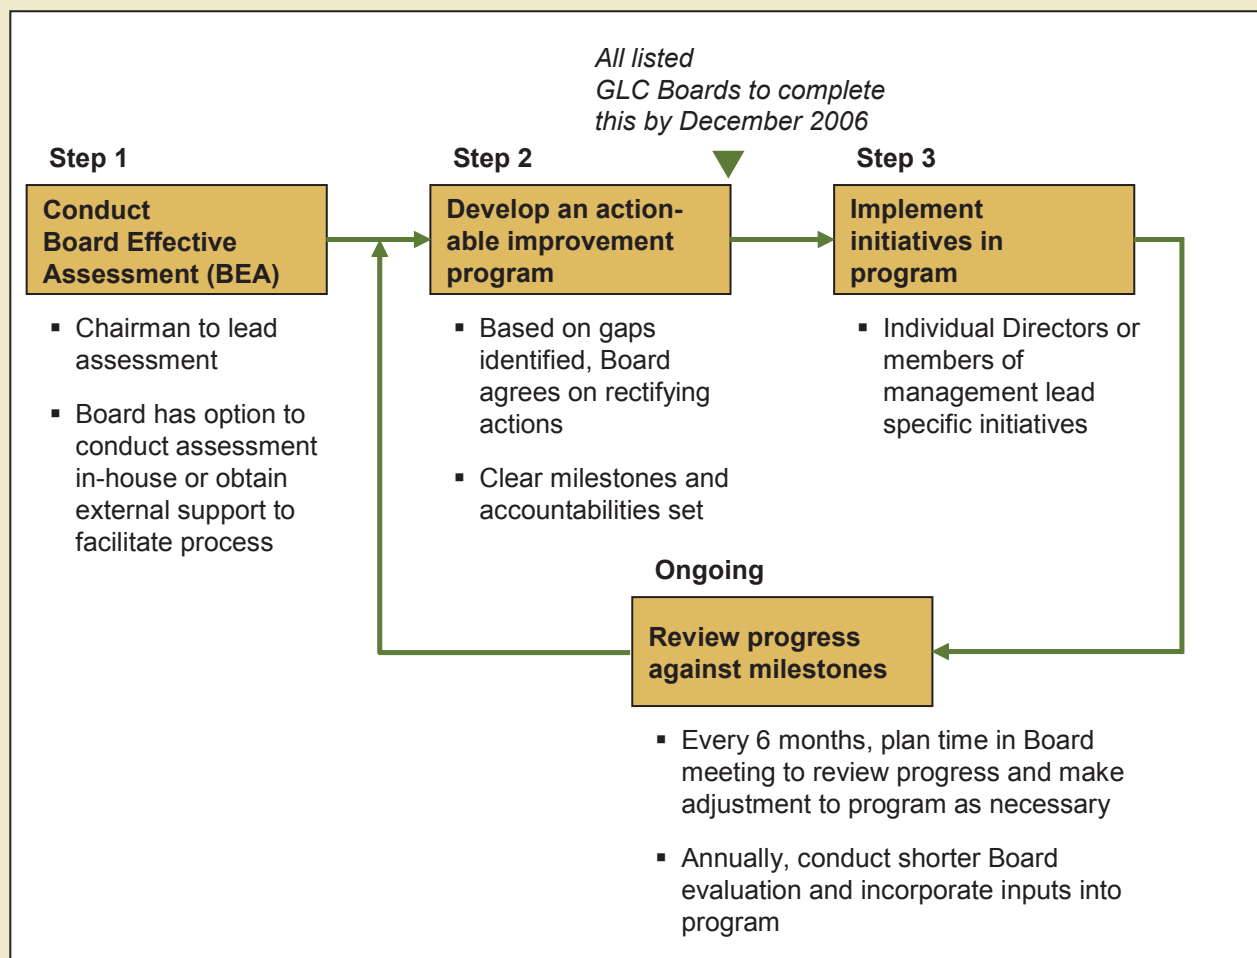 All listed
GLC Boards to complete
this by December 2006
Step 1
Conduct
Board Effective
Assessment (BEA)
▪ Chairman to lead
assessment
▪ Board has option to
conduct assessment
in-house or obtain
external support to
facilitate process
Step 2
Develop an action-
able improvement
program
▪ Based on gaps
identified, Board
agrees on rectifying
actions
▪ Clear milestones and
accountabilities set
Step 3
Implement
initiatives in
program
▪ Individual Directors or
members of
management lead
specific initiatives
Ongoing
Review progress
against milestones
▪ Every 6 months, plan time in Board
meeting to review progress and make
adjustment to program as necessary
▪ Annually, conduct shorter Board
evaluation and incorporate inputs into
program